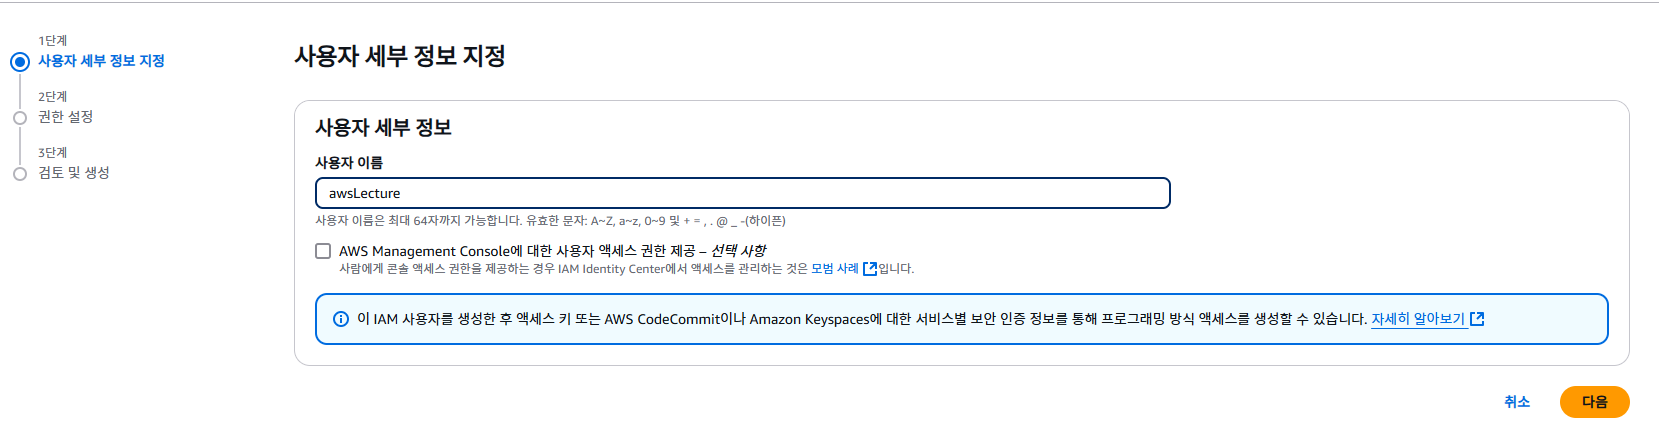 1단계
사용자 세부 정보 지정
2단계
권한 설정
3단계
검토 및 생성
사용자 세부 정보 지정
사용자 세부 정보
사용자 이름
awsLecture
사용자 이름은 최대 64자까지 가능합니다. 유효한 문자: A~Z, a~z, 0~9 및 + = , . @ _ -(하이픈)
AWS Management Console에 대한 사용자 액세스 권한 제공 – 선택 사항
사람에게 콘솔 액세스 권한을 제공하는 경우 IAM Identity Center에서 액세스를 관리하는 것은 모범 사례 입니다.
이 IAM 사용자를 생성한 후 액세스 키 또는 AWS CodeCommit이나 Amazon Keyspaces에 대한 서비스별 보안 인증 정보를 통해 프로그래밍 방식 액세스를 생성할 수 있습니다. 자세히 알아보기
취소
다음